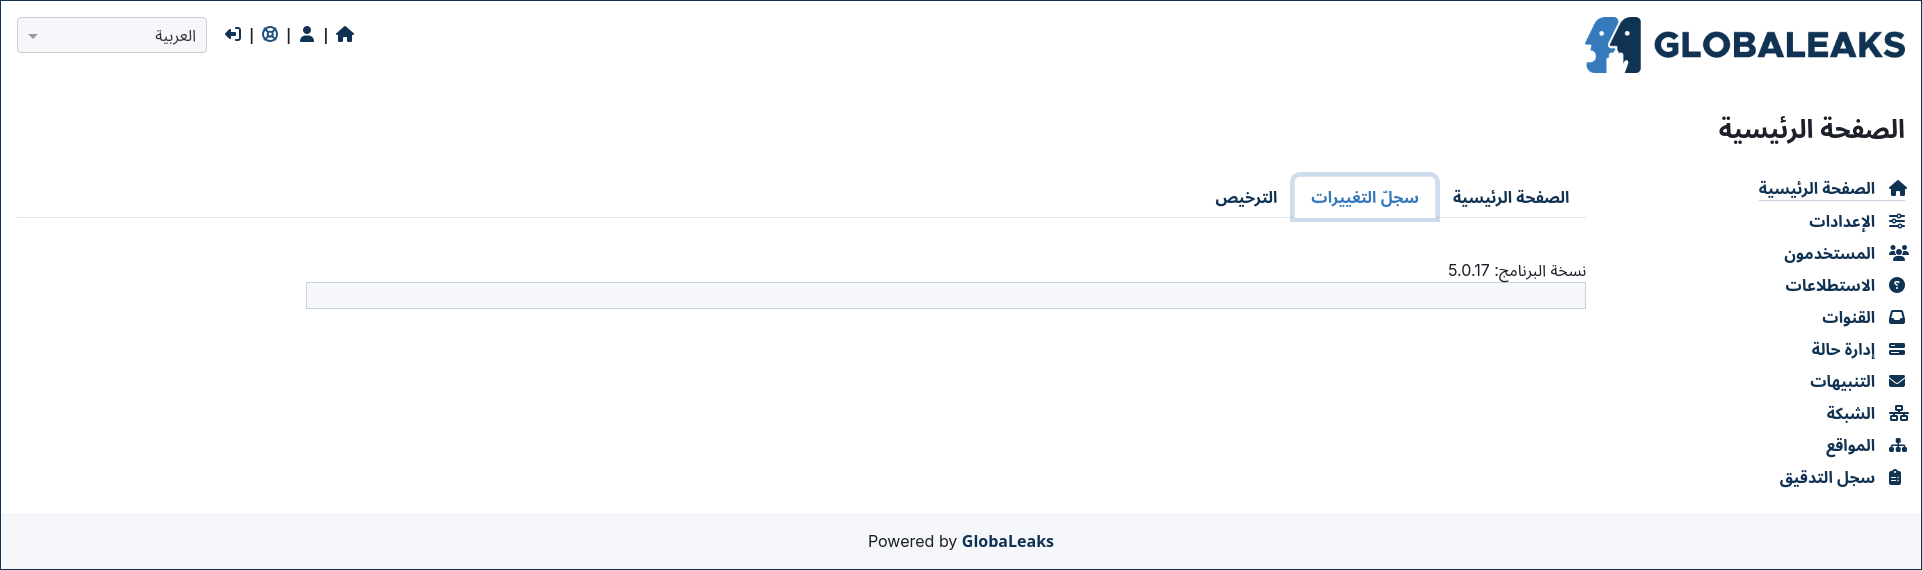 GLOBALEAKS
العربية
الصفحة الرئيسية
الصفحة الرئيسية
الإعدادات
المستخدمون
الاستطلاعات
القنوات
إدارة حالة
التنبيهات
الشبكة
المواقع
سجل التدقيق
الصفحة الرئيسية
سجلّ التغييرات
الترخيص
نسخة البرنامج: 5.0.17
Powered by GlobaLeaks